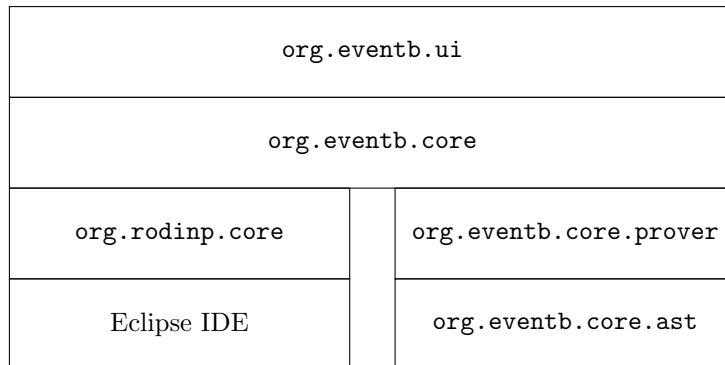 org.eventb.ui
org.eventb.core
org.rodinp.core
org.eventb.core.prover
Eclipse IDE
org.eventb.core.ast